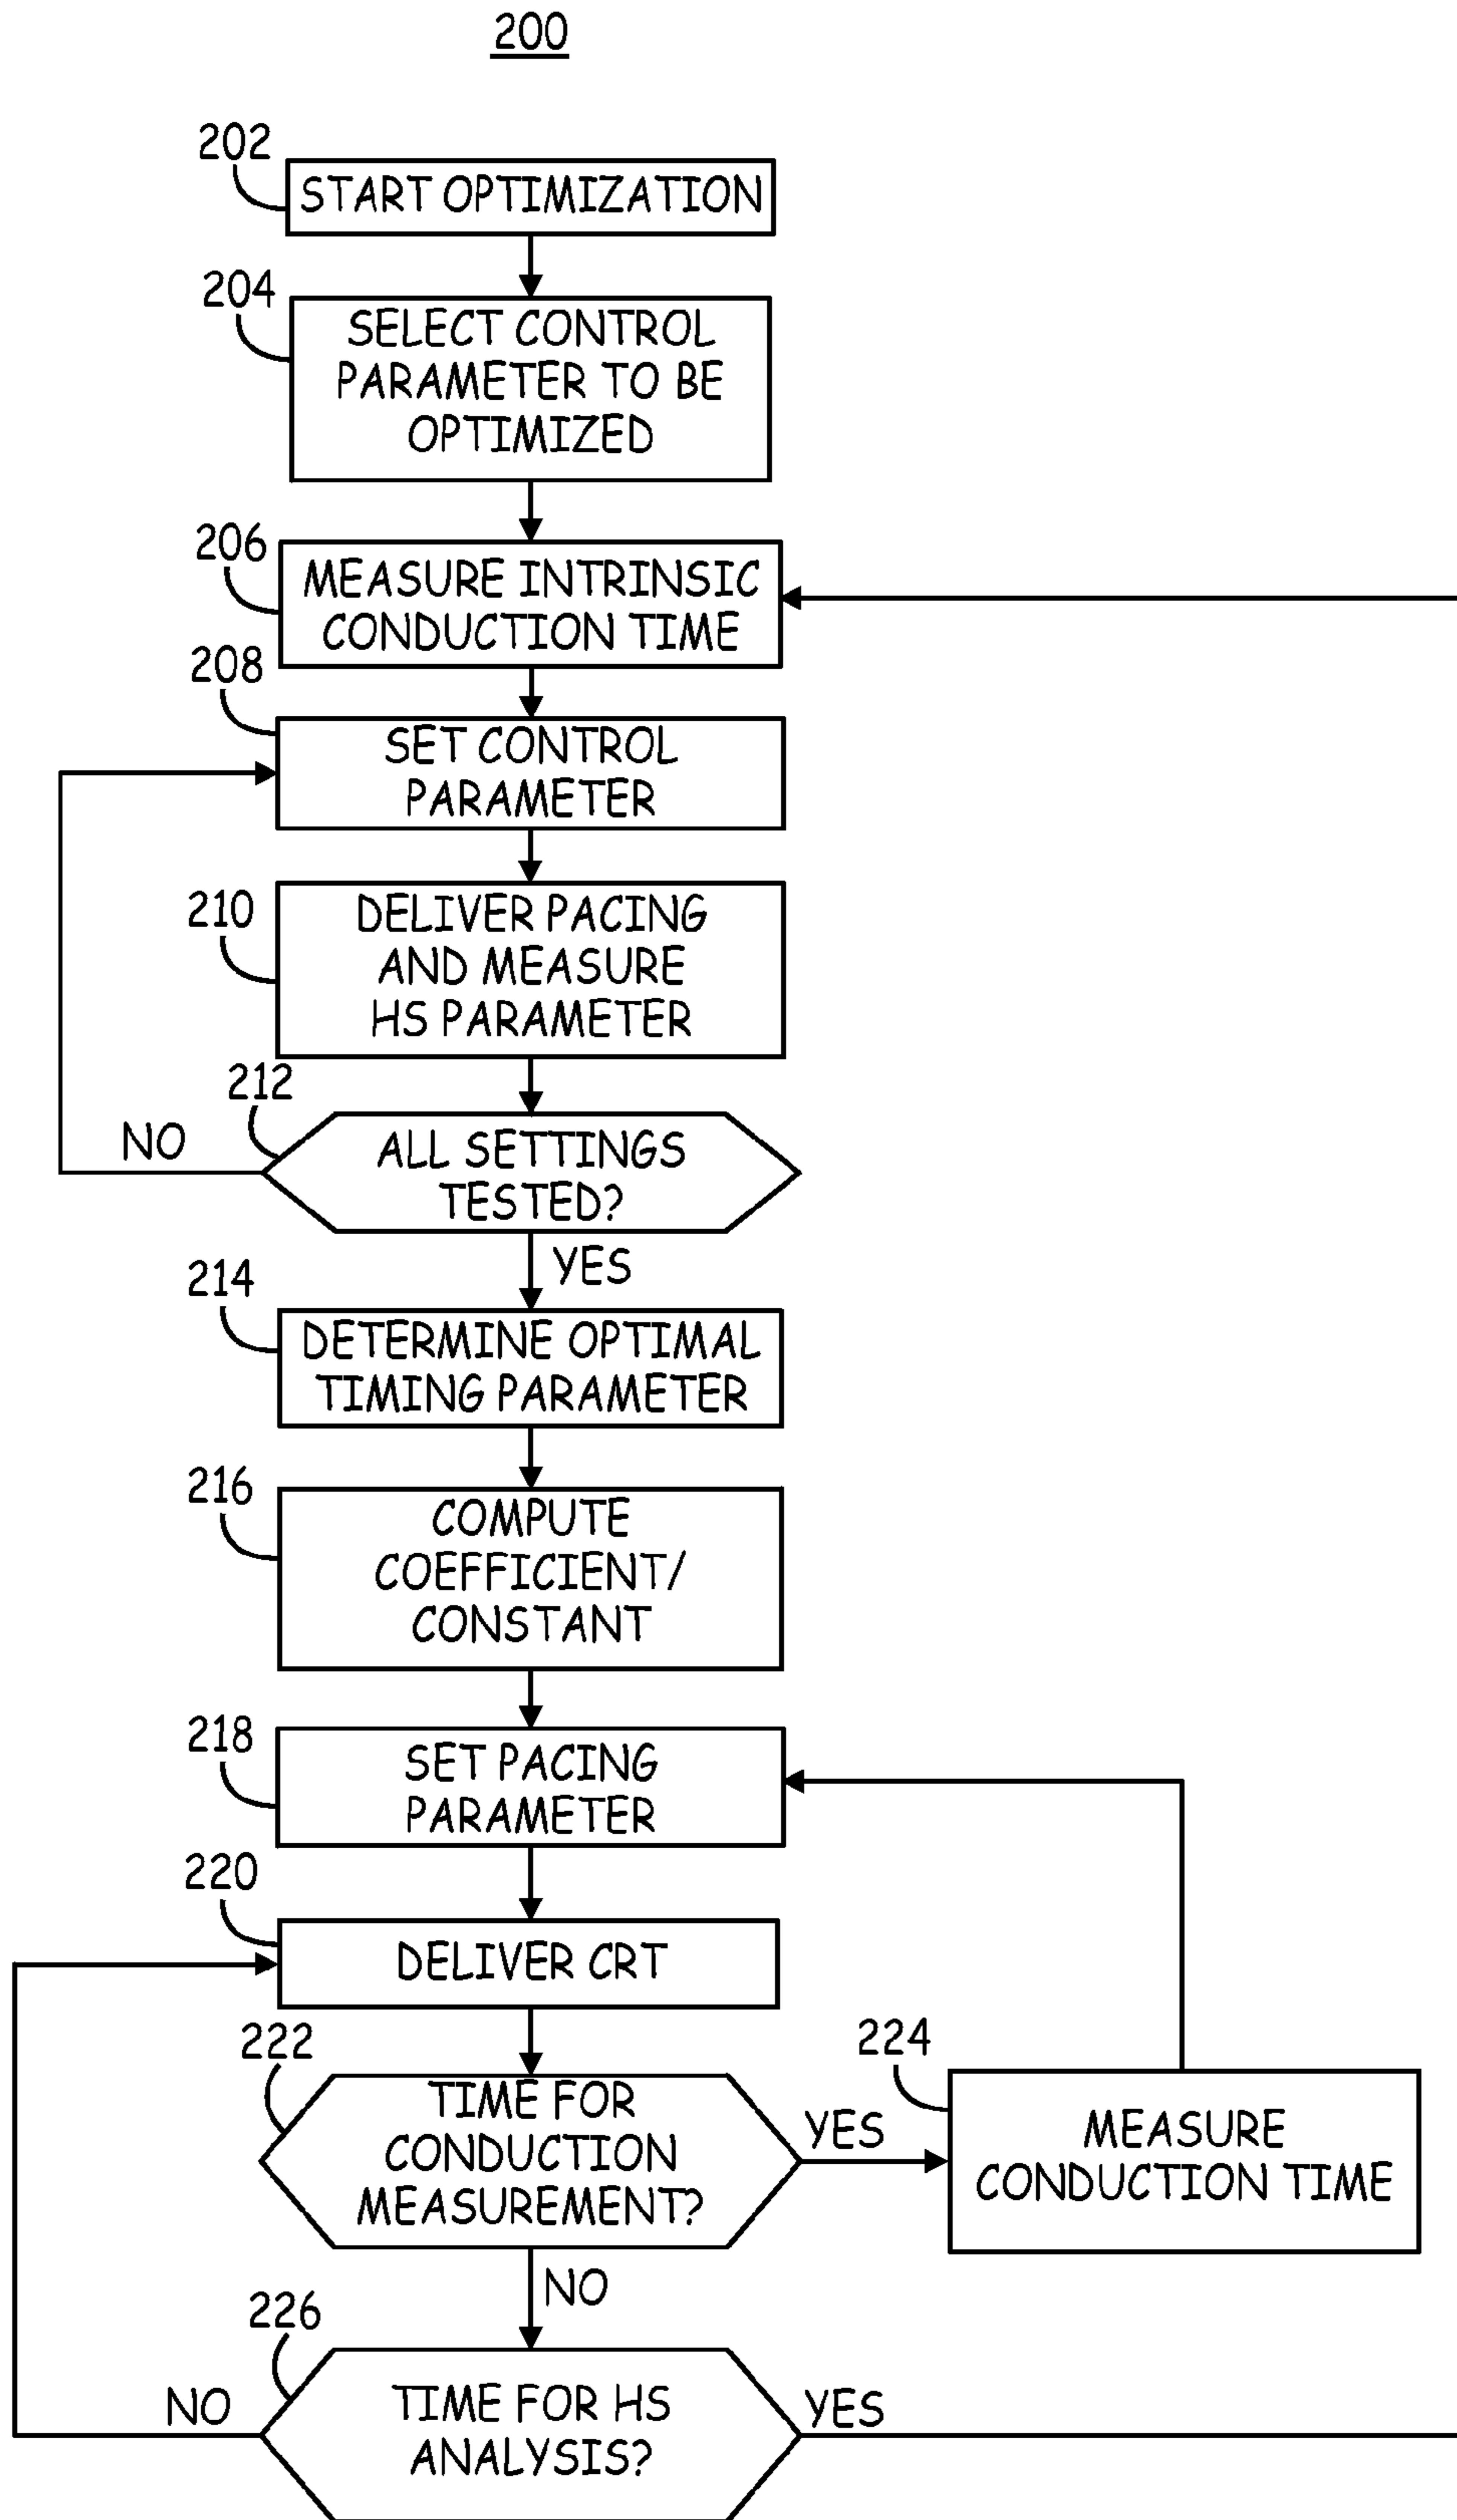 200
202
START OPTIMIZATION
204
SELECT CONTROL
PARAMETER TO BE
OPTIMIZED
206
MEASURE INTRINSIC
CONDUCTION TIME
208
SET CONTROL
PARAMETER
210
DELIVER PACING
AND MEASURE
HS PARAMETER
212
NO
ALL SETTINGS
TESTED?
YES
214
DETERMINE OPTIMAL
TIMING PARAMETER
216
COMPUTE
COEFFICIENT/
CONSTANT
218
SET PACING
PARAMETER
220
DELIVER CRT
222
TIME FOR
CONDUCTION
MEASUREMENT?
YES
224
MEASURE
CONDUCTION TIME
NO
226
NO
TIME FOR HS
ANALYSIS?
YES